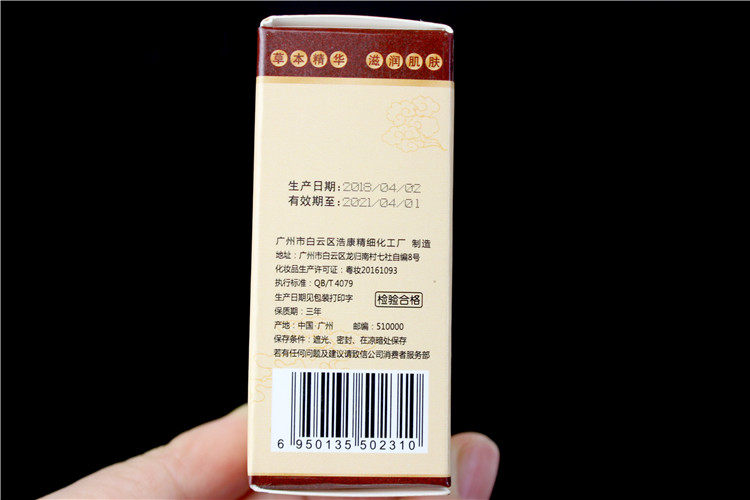 草本精华 滋润肌肤
生产日期:2018/04/02
有效期至:2021/04/01
广州市白云区浩康精细化工厂 制造
地址：广州市白云区龙归南村七社自编8号
化妆品生产许可证：粤妆20161093
执行标准：QB/T 4079
生产日期见包装打印字 检验合格
保质期：三年
产地：中国·广州 邮编：510000
保存条件：遮光、密封、在凉暗处保存
若有任何问题及建议请致信公司消费者服务部
6 950135 502310